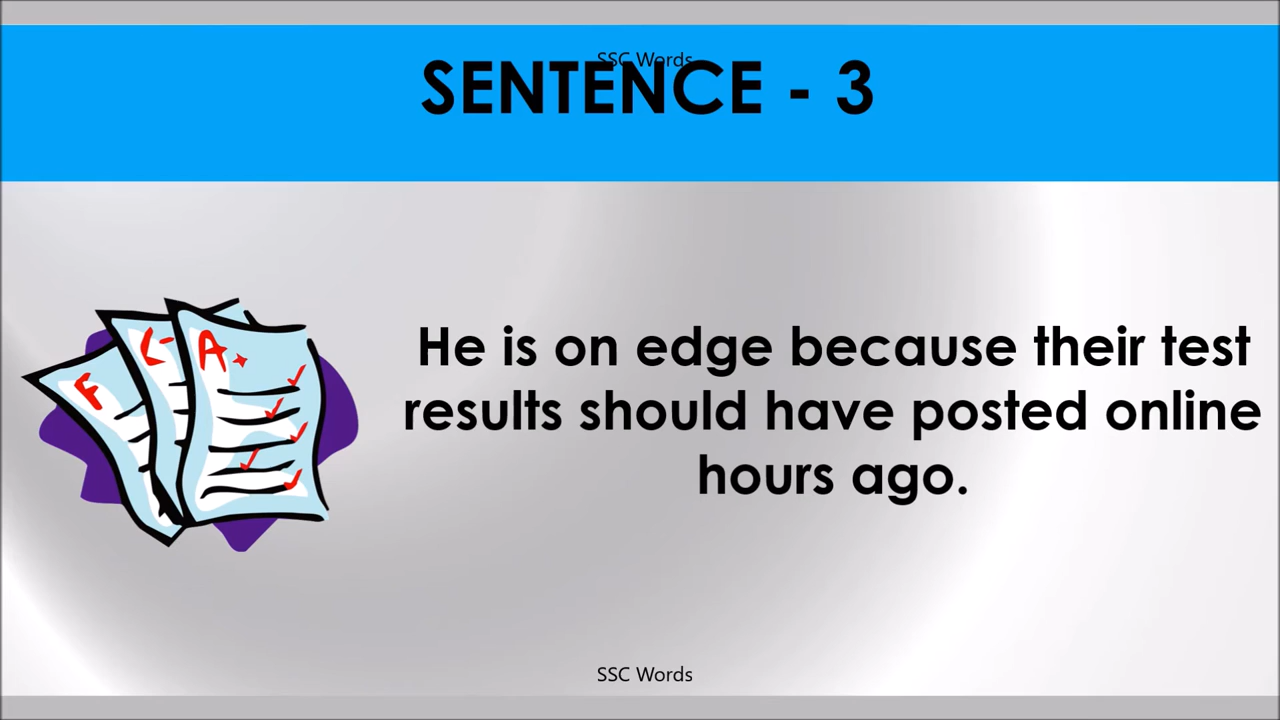 SSC Words
SENTENCE - 3
F
C-
A+
He is on edge because their test
results should have posted online
hours ago.
SSC Words